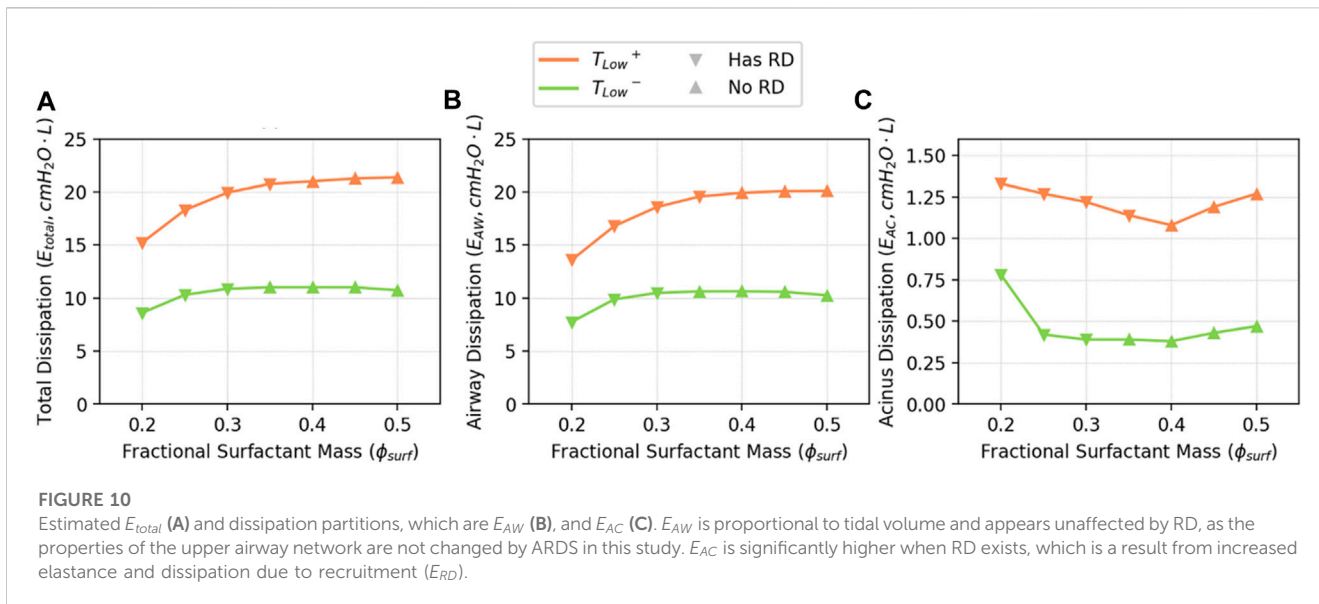 T_Low^+ Has RD
T_Low^- No RD
A
B
C
Total Dissipation (E_total, cmH₂O · L)
25
20
15
10
5
0
0.2 0.3 0.4 0.5
Fractional Surfactant Mass (ϕ_surf)
Airway Dissipation (E_AW, cmH₂O · L)
25
20
15
10
5
0
0.2 0.3 0.4 0.5
Fractional Surfactant Mass (ϕ_surf)
Acinus Dissipation (E_AC, cmH₂O · L)
1.50
1.25
1.00
0.75
0.50
0.25
0.00
0.2 0.3 0.4 0.5
Fractional Surfactant Mass (ϕ_surf)
FIGURE 10
Estimated E_total (A) and dissipation partitions, which are E_AW (B), and E_AC (C). E_AW is proportional to tidal volume and appears unaffected by RD, as the
properties of the upper airway network are not changed by ARDS in this study. E_AC is significantly higher when RD exists, which is a result from increased
elastance and dissipation due to recruitment (E_RD).